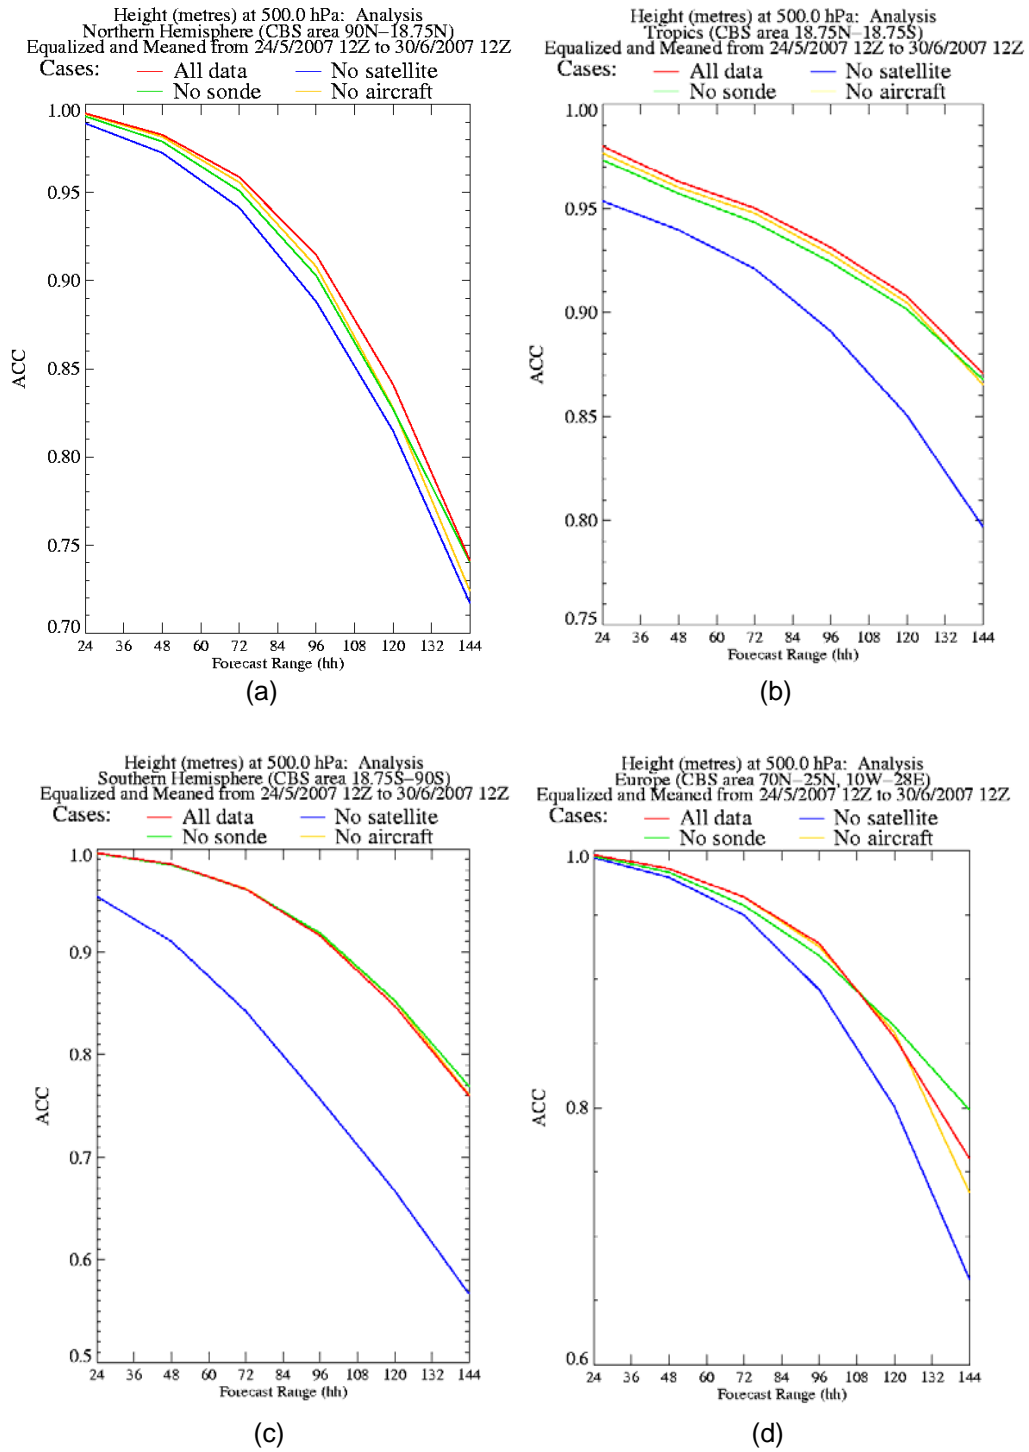 Height (metres) at 500.0 hPa: Analysis
Northern Hemisphere (CBS area 90N−18.75N)
Equalized and Meaned from 24/5/2007 12Z to 30/6/2007 12Z
Cases: All data No satellite
No sonde No aircraft
1.00
0.95
0.90
0.85
0.80
0.75
0.70
ACC
24 36 48 60 72 84 96 108 120 132 144
Forecast Range (hh)
(a)
Height (metres) at 500.0 hPa: Analysis
Tropics (CBS area 18.75N−18.75S)
Equalized and Meaned from 24/5/2007 12Z to 30/6/2007 12Z
Cases: All data No satellite
No sonde No aircraft
1.00
0.95
0.90
0.85
0.80
0.75
ACC
24 36 48 60 72 84 96 108 120 132 144
Forecast Range (hh)
(b)
Height (metres) at 500.0 hPa: Analysis
Southern Hemisphere (CBS area 18.75S−90S)
Equalized and Meaned from 24/5/2007 12Z to 30/6/2007 12Z
Cases: All data No satellite
No sonde No aircraft
1.0
0.9
0.8
0.7
0.6
0.5
ACC
24 36 48 60 72 84 96 108 120 132 144
Forecast Range (hh)
(c)
Height (metres) at 500.0 hPa: Analysis
Europe (CBS area 70N−25N, 10W−28E)
Equalized and Meaned from 24/5/2007 12Z to 30/6/2007 12Z
Cases: All data No satellite
No sonde No aircraft
1.0
0.8
0.6
ACC
24 36 48 60 72 84 96 108 120 132 144
Forecast Range (hh)
(d)